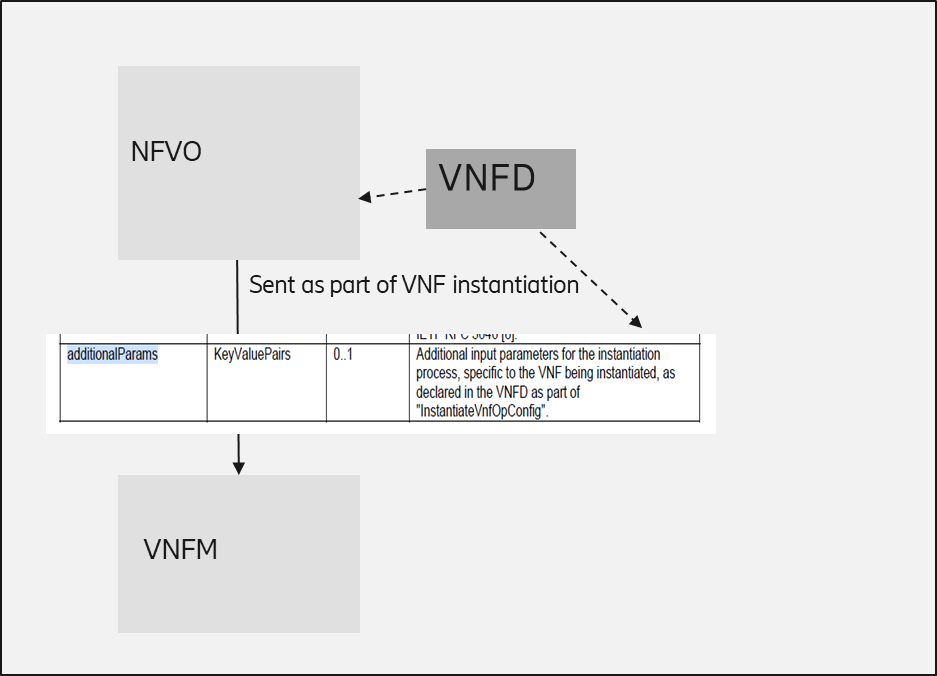 NFVO
VNFD
Sent as part of VNF instantiation
additionalParams KeyValuePairs 0..1 Additional input parameters for the instantiation
process, specific to the VNF being instantiated, as
declared in the VNFD as part of
"InstantiateVnfOpConfig".
VNFM